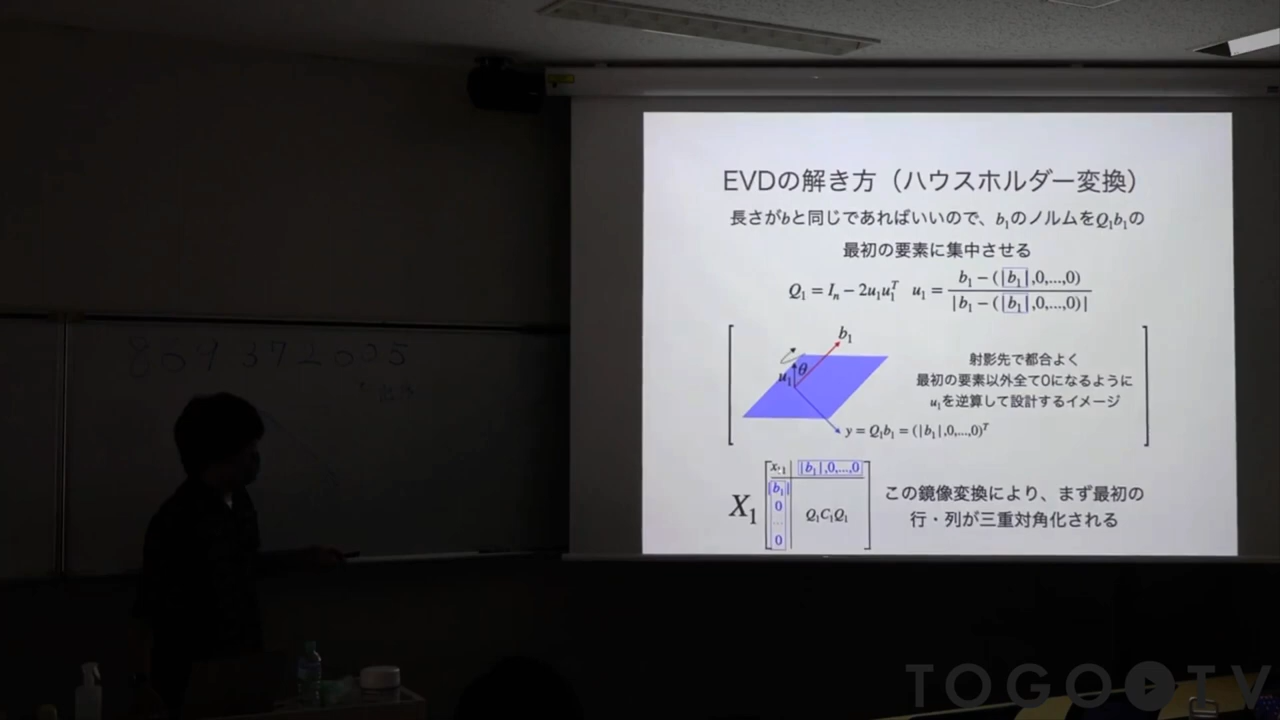 EVDの解き方（ハウスホルダー変換）
長さがbと同じであればいいので、b₁のノルムをQ₁b₁の
最初の要素に集中させる
Q₁ = Iₙ − 2u₁u₁ᵀ u₁ = b₁ − (|b₁|,0,...,0) / |b₁ − (|b₁|,0,...,0)|
b₁
u₁ θ
射影先で都合よく
最初の要素以外全て0になるように
u₁を逆算して設計するイメージ
y = Q₁b₁ = (|b₁|,0,...,0)ᵀ
X₁
|b₁|,0,...,0
|b₁|
0
...
0
Q₁C₁Q₁
この鏡像変換により、まず最初の
行・列が三重対角化される
869372005
TOGO TV